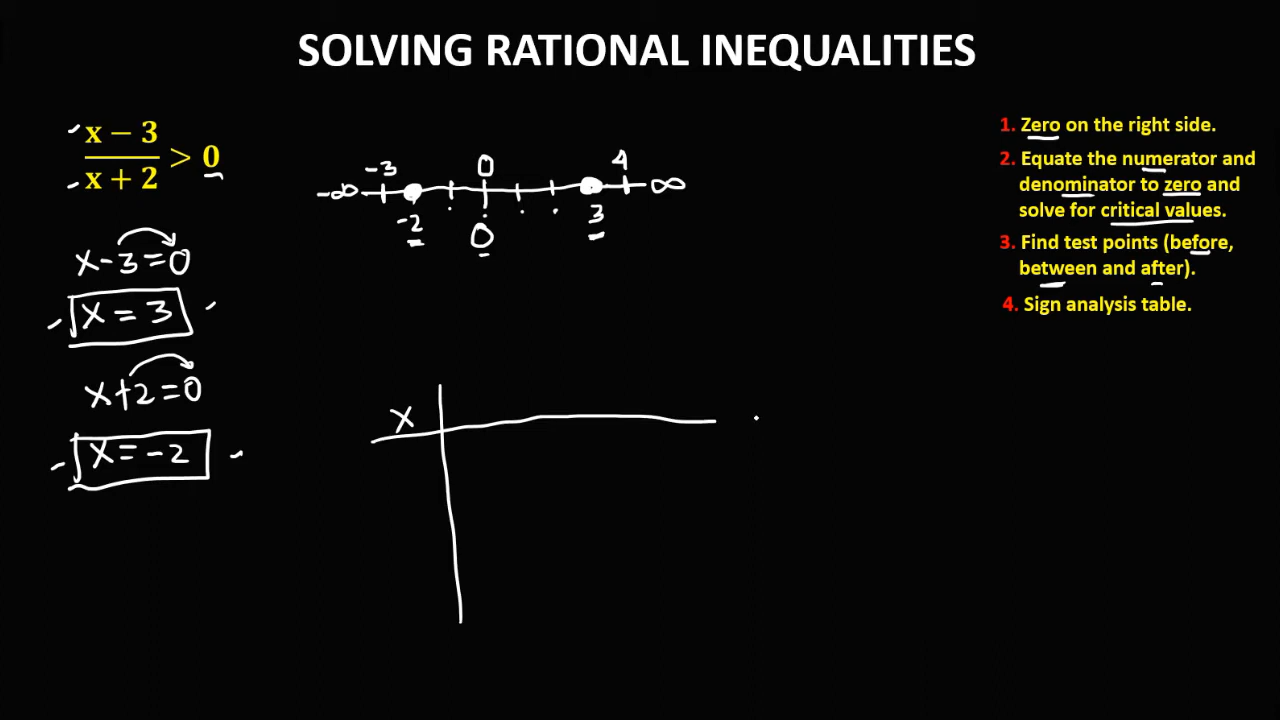 SOLVING RATIONAL INEQUALITIES
x − 3
x + 2
> 0
x-3=0
x = 3
x+2=0
x = -2
-3 0 4
-∞ ∞
-2 0 3
x
1. Zero on the right side.
2. Equate the numerator and
denominator to zero and
solve for critical values.
3. Find test points (before,
between and after).
4. Sign analysis table.